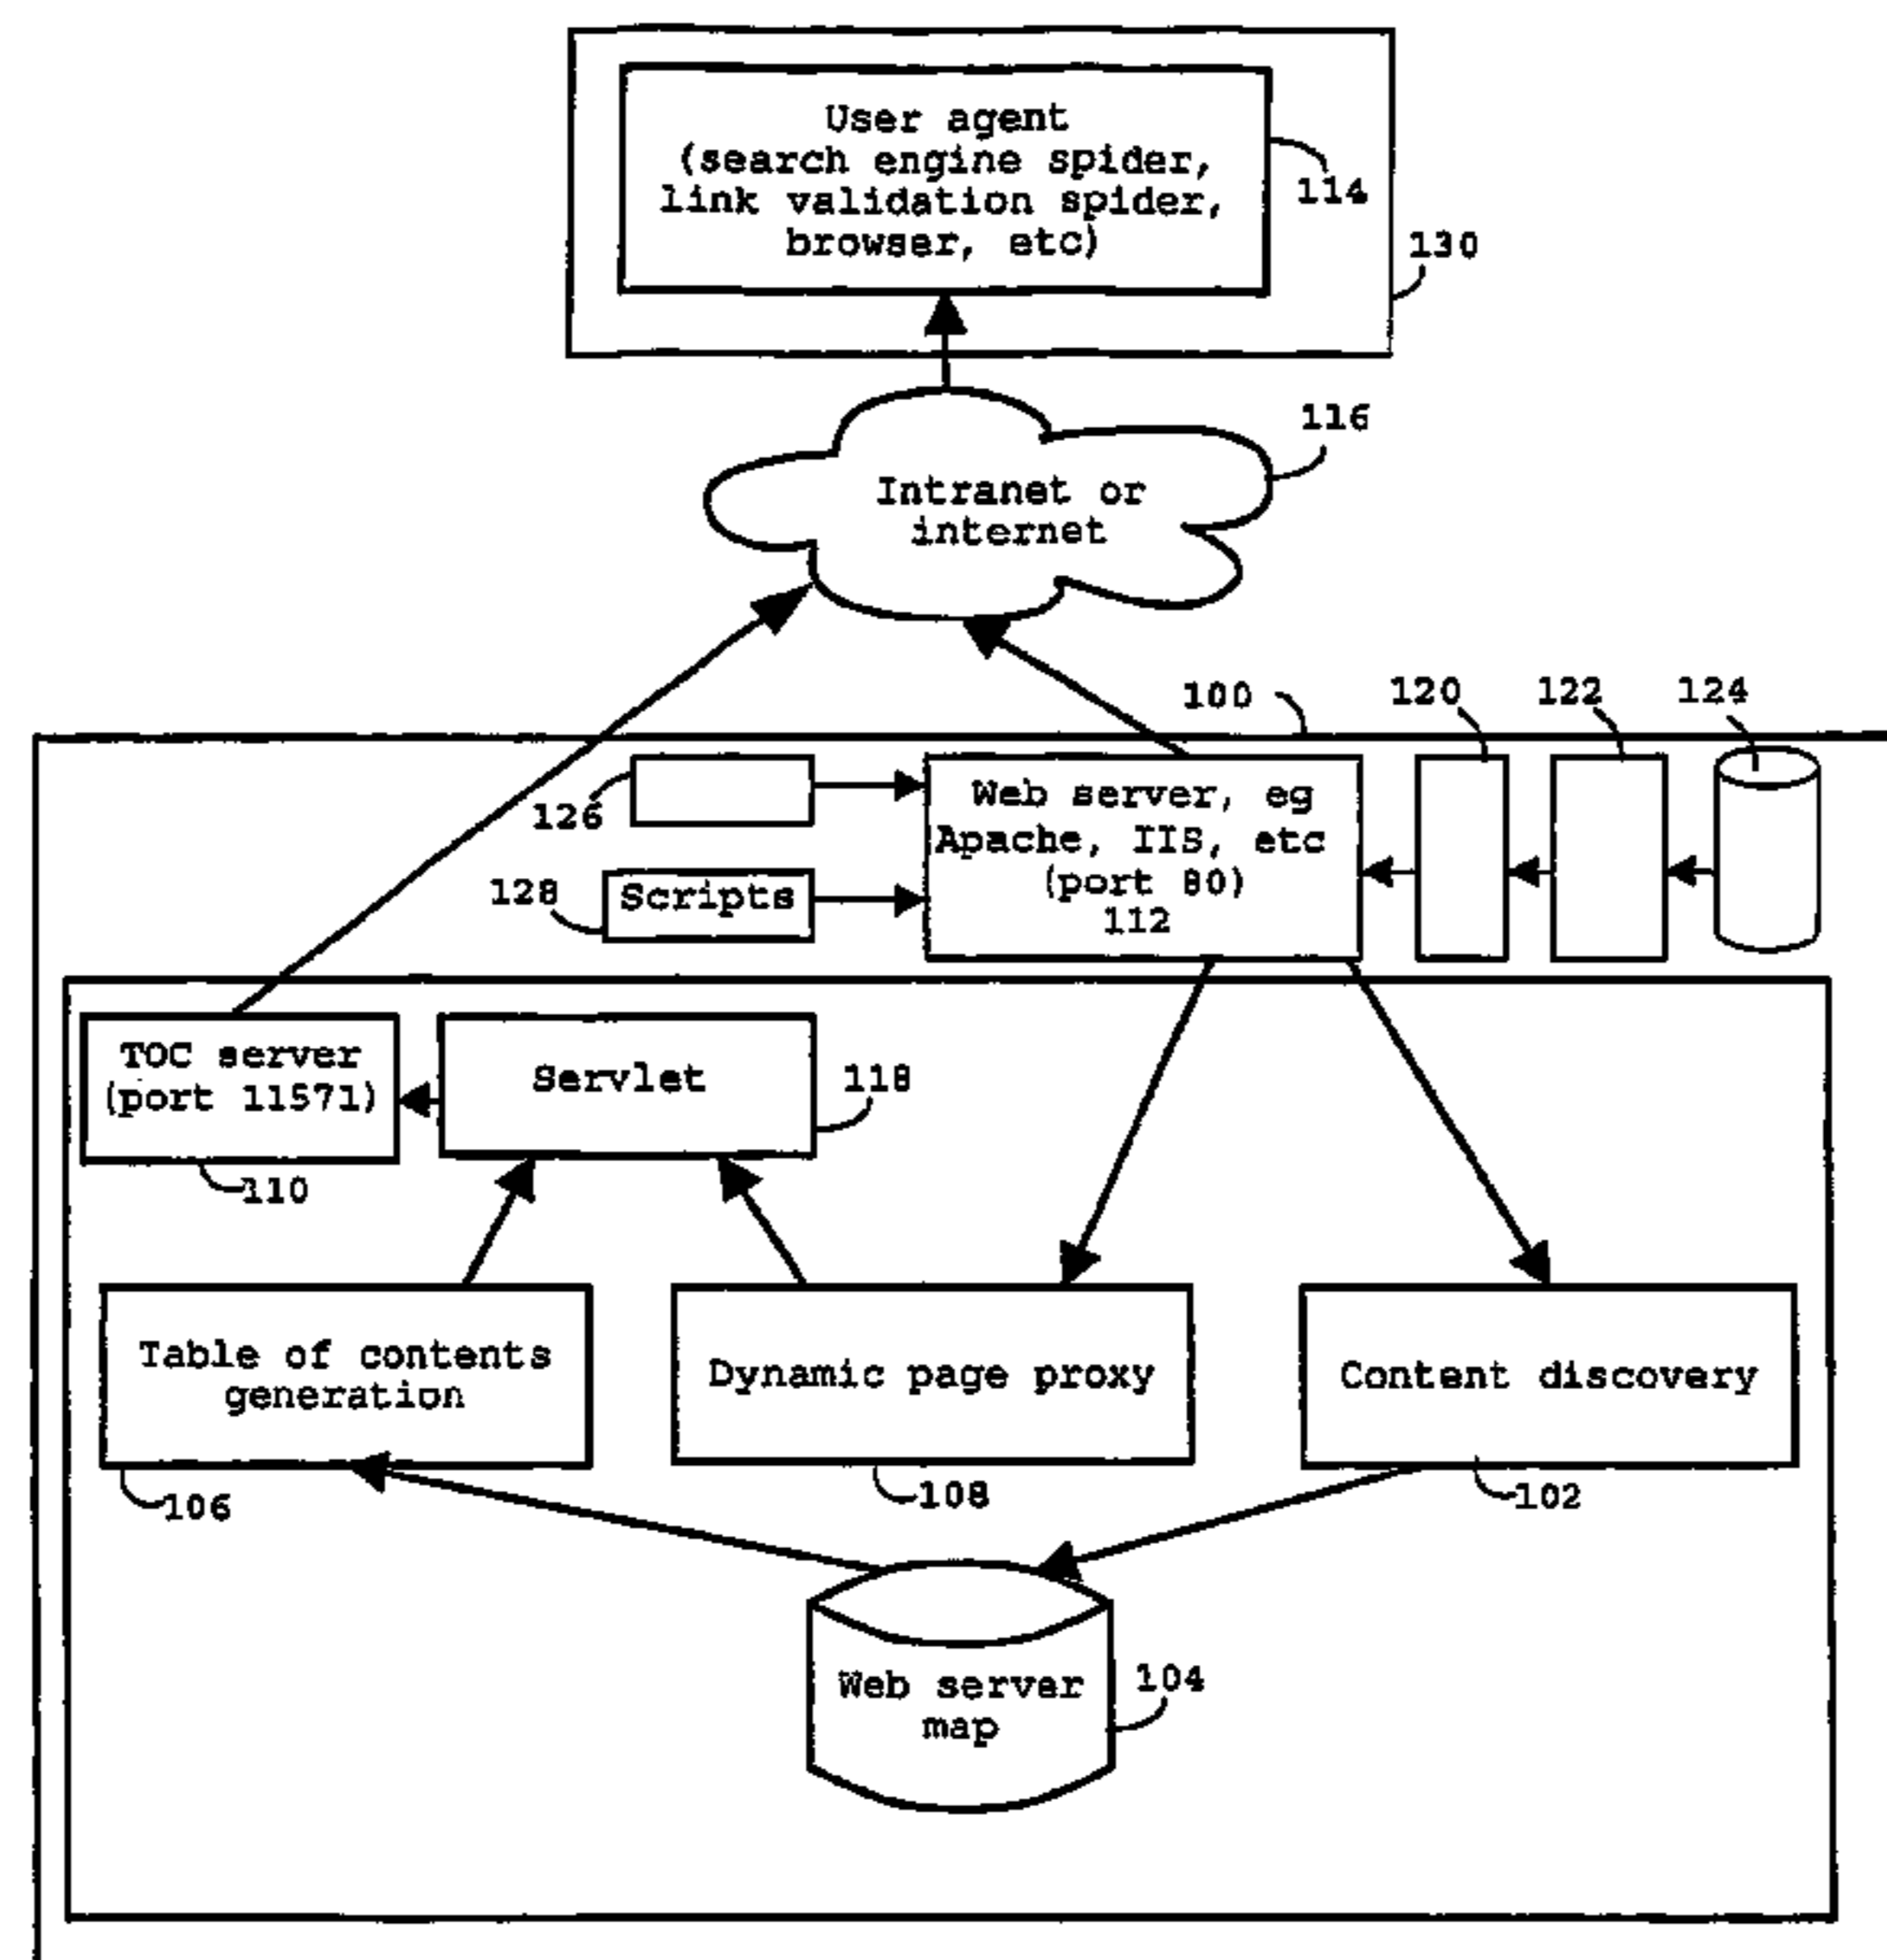 User agent
(search engine spider,
link validation spider,
browser, etc)
114
130
116
Intranet or
internet
100
120
122
124
126
Web server, eg
Apache, IIS, etc
(port 80)
112
128
Scripts
TOC server
(port 11571)
110
Servlet
118
Table of contents
generation
106
Dynamic page proxy
108
Content discovery
102
Web server
map
104